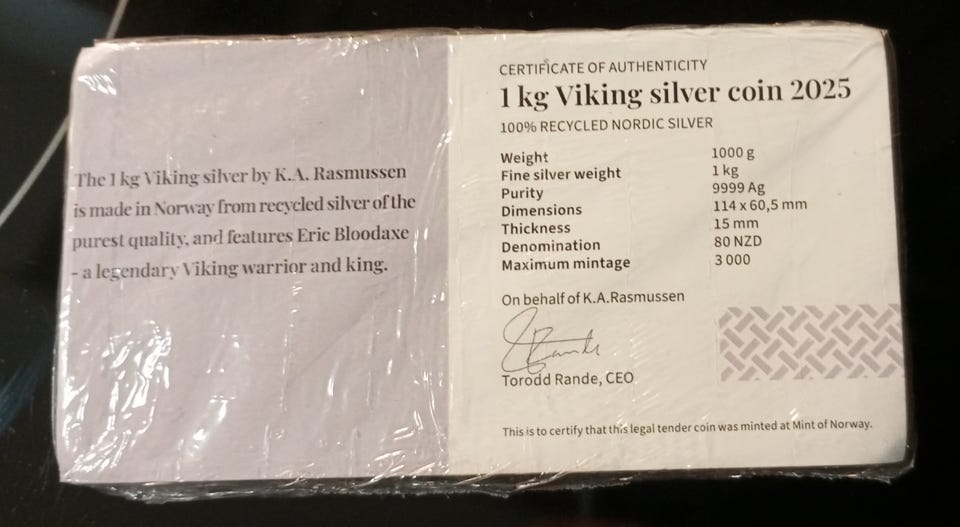 The 1 kg Viking silver by K.A. Rasmussen
is made in Norway from recycled silver of the
purest quality, and features Eric Bloodaxe
- a legendary Viking warrior and king.
CERTIFICATE OF AUTHENTICITY
1 kg Viking silver coin 2025
100% RECYCLED NORDIC SILVER
Weight 1000 g
Fine silver weight 1 kg
Purity 9999 Ag
Dimensions 114 x 60,5 mm
Thickness 15 mm
Denomination 80 NZD
Maximum mintage 3 000
On behalf of K.A.Rasmussen
Torodd Rande, CEO
This is to certify that this legal tender coin was minted at Mint of Norway.